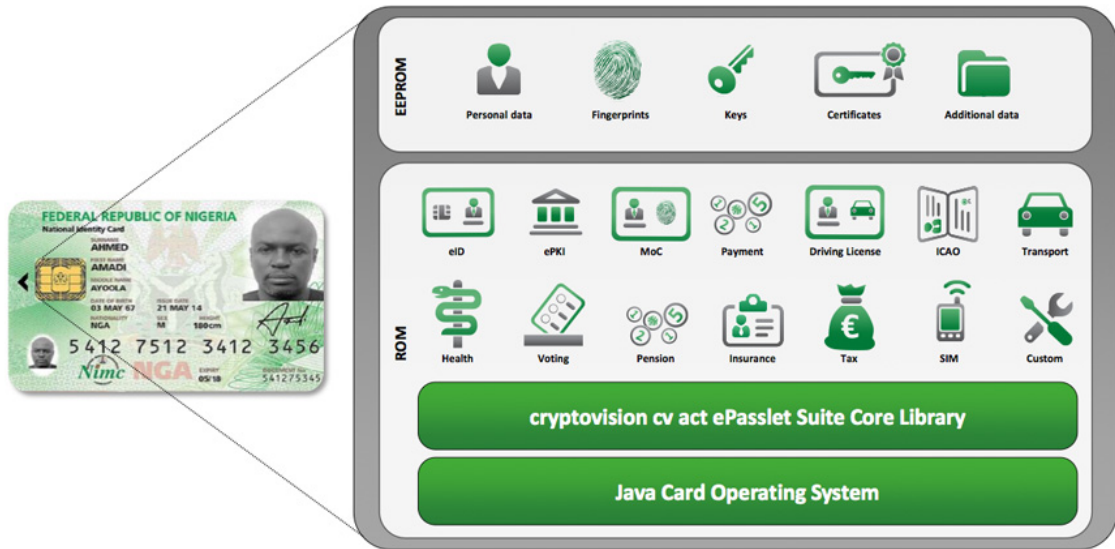 FEDERAL REPUBLIC OF NIGERIA
National Identity Card
SURNAME
AHMED
FIRST NAME
AMADI
MIDDLE NAME
AYOOLA
DATE OF BIRTH ISSUE DATE
03 MAY 67 21 MAY 14
NATIONALITY SEX HEIGHT
NGA M 180cm
5412 7512 3412 3456
Nimc NGA
EXPIRY
05/18
DOCUMENT No
541275345
EEPROM
Personal data Fingerprints Keys Certificates Additional data
ROM
eID ePKI MoC Payment Driving License ICAO Transport
Health Voting Pension Insurance Tax SIM Custom
cryptovision cv act ePasslet Suite Core Library
Java Card Operating System